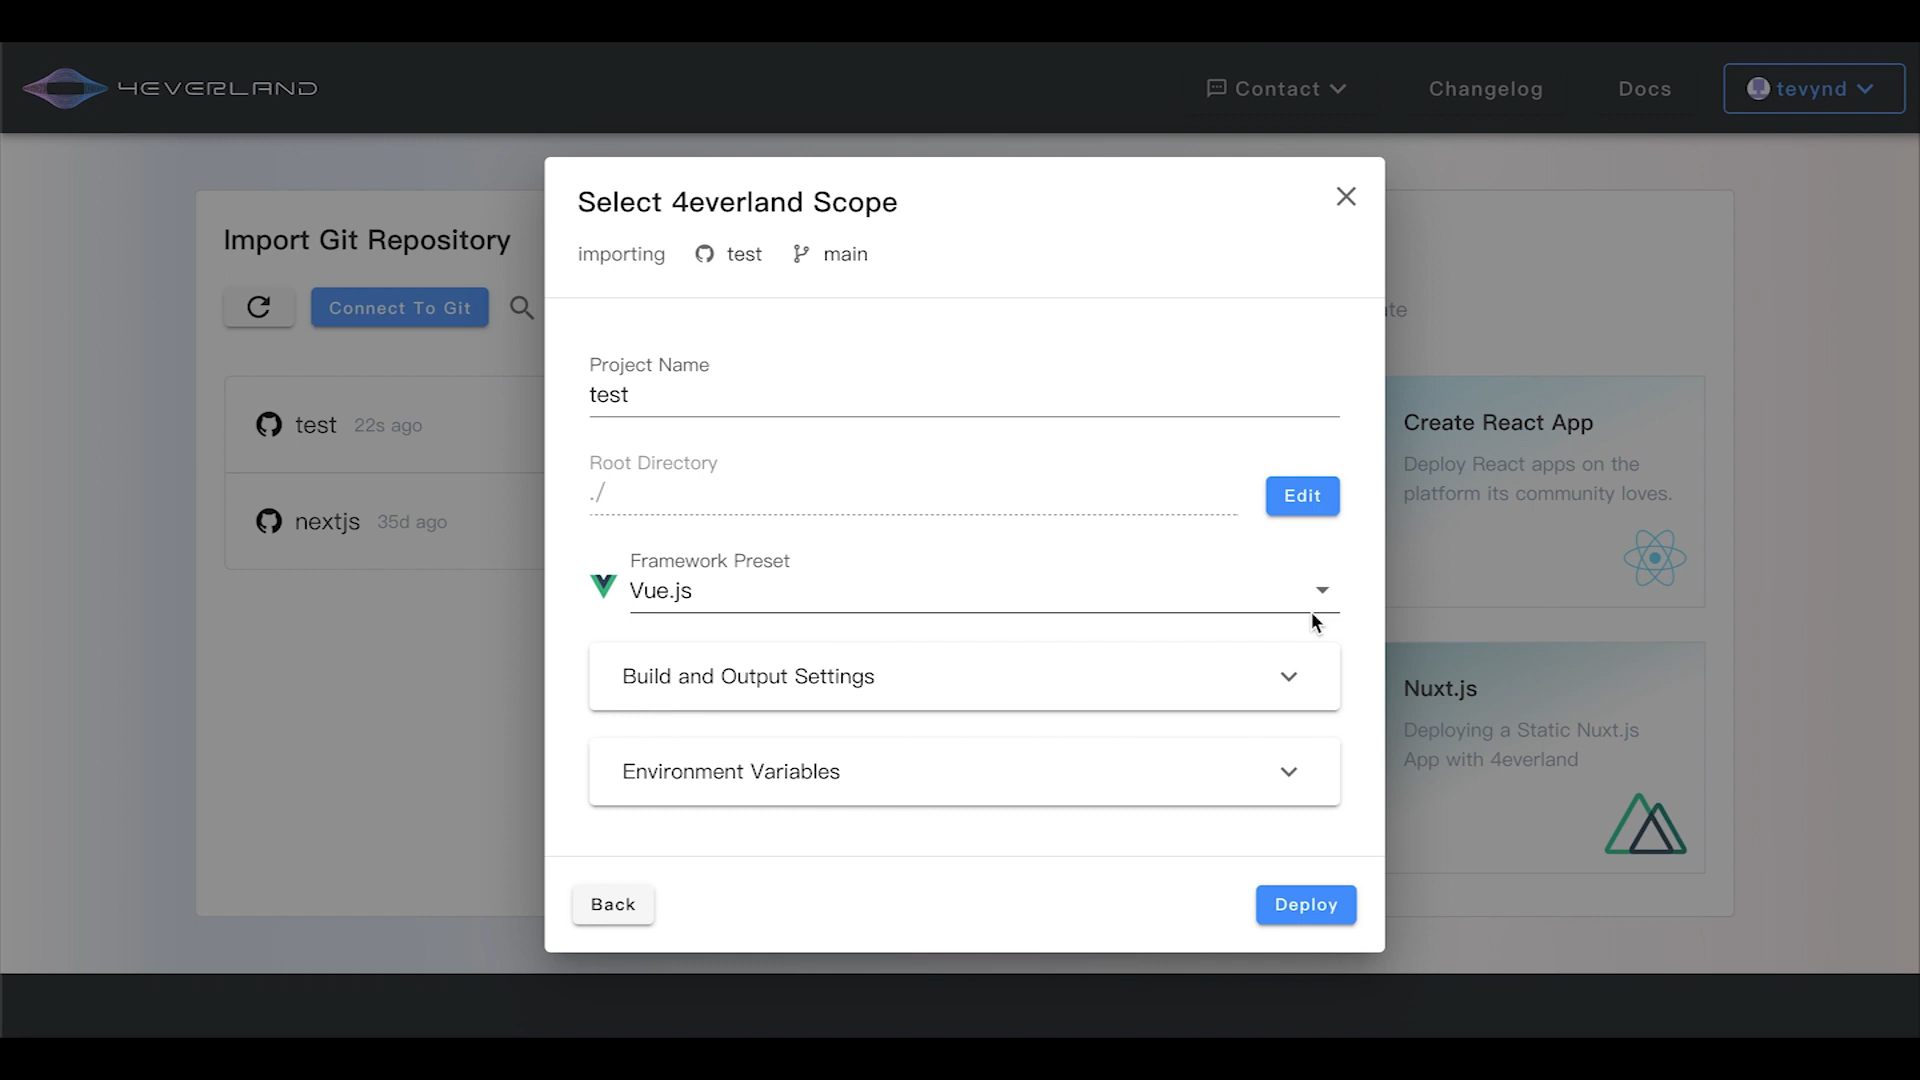 4EVERLAND
Contact
Changelog
Docs
tevynd
Import Git Repository
Connect To Git
test 22s ago
nextjs 35d ago
Select 4everland Scope
importing test main
Project Name
test
Root Directory
./
Edit
Framework Preset
Vue.js
Build and Output Settings
Environment Variables
Back
Deploy
Create React App
Deploy React apps on the
platform its community loves.
Nuxt.js
Deploying a Static Nuxt.js
App with 4everland